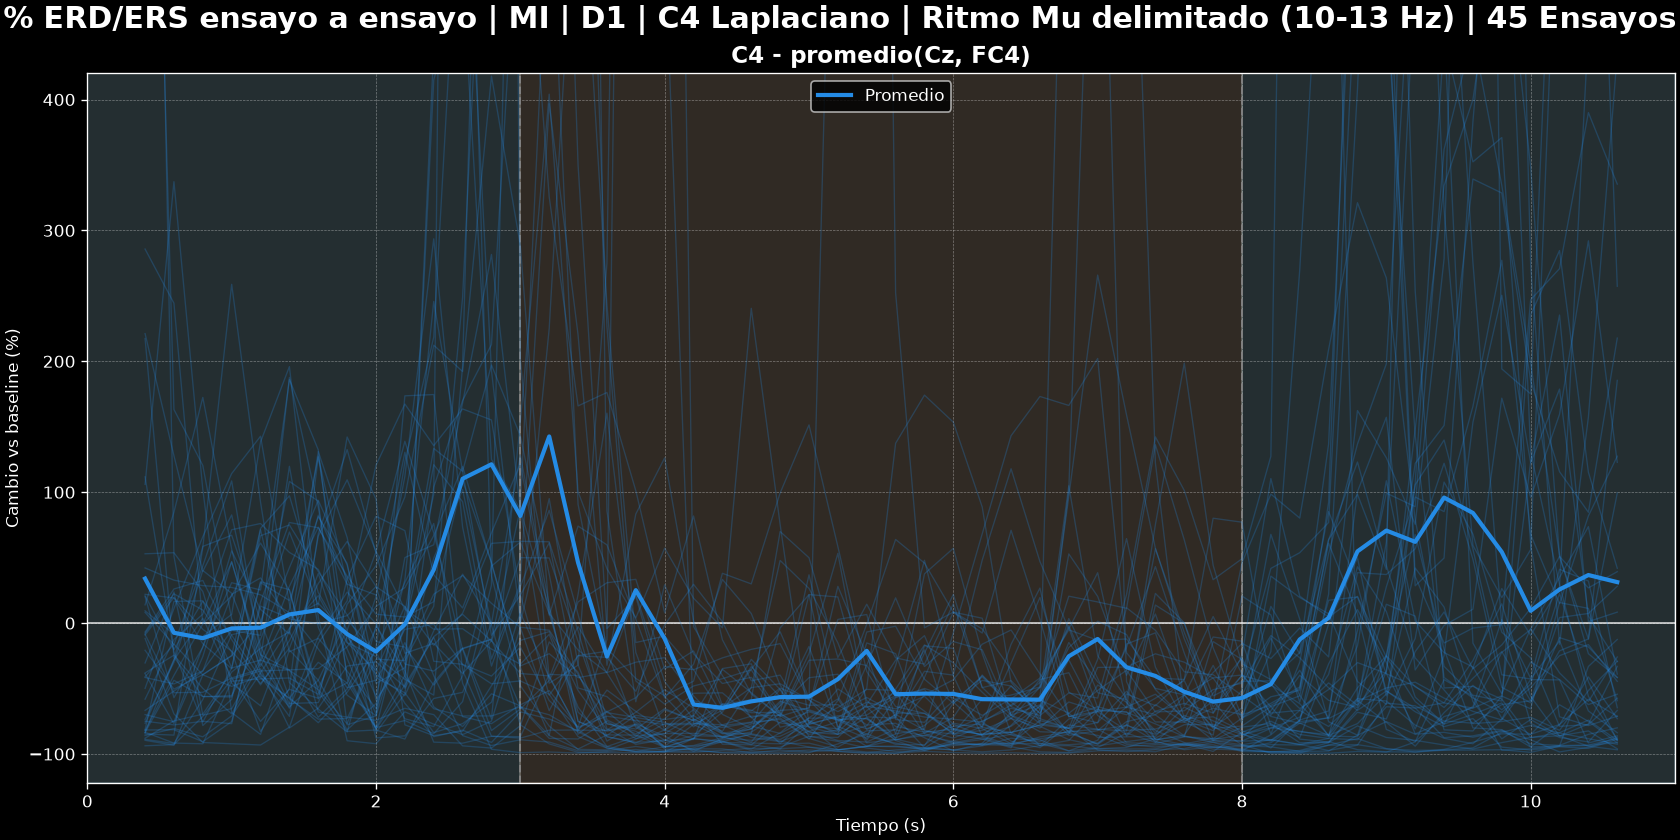 % ERD/ERS ensayo a ensayo | MI | D1 | C4 Laplaciano | Ritmo Mu delimitado (10-13 Hz) | 45 Ensayos
C4 - promedio(Cz, FC4)
Promedio
Cambio vs baseline (%)
400
300
200
100
0
−100
0 2 4 6 8 10
Tiempo (s)